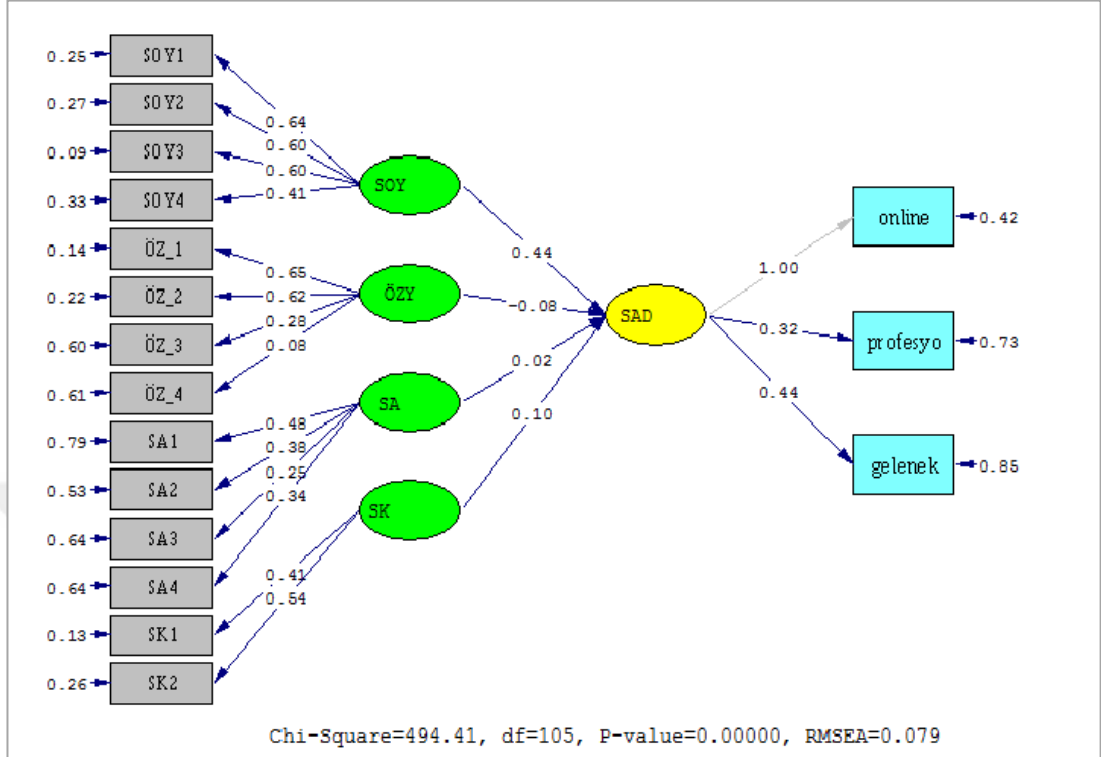 0.25 SOY1
0.27 SOY2
0.09 SOY3
0.33 SOY4
0.14 ÖZ_1
0.22 ÖZ_2
0.60 ÖZ_3
0.61 ÖZ_4
0.79 SA1
0.53 SA2
0.64 SA3
0.64 SA4
0.13 SK1
0.26 SK2
0.64
0.60
0.60
0.41
0.65
0.62
0.28
0.08
0.48
0.38
0.25
0.34
0.41
0.54
SOY
ÖZY
SA
SK
0.44
-0.08
0.02
0.10
SAD
1.00
0.32
0.44
online 0.42
profesyo 0.73
gelenek 0.85
Chi-Square=494.41, df=105, P-value=0.00000, RMSEA=0.079